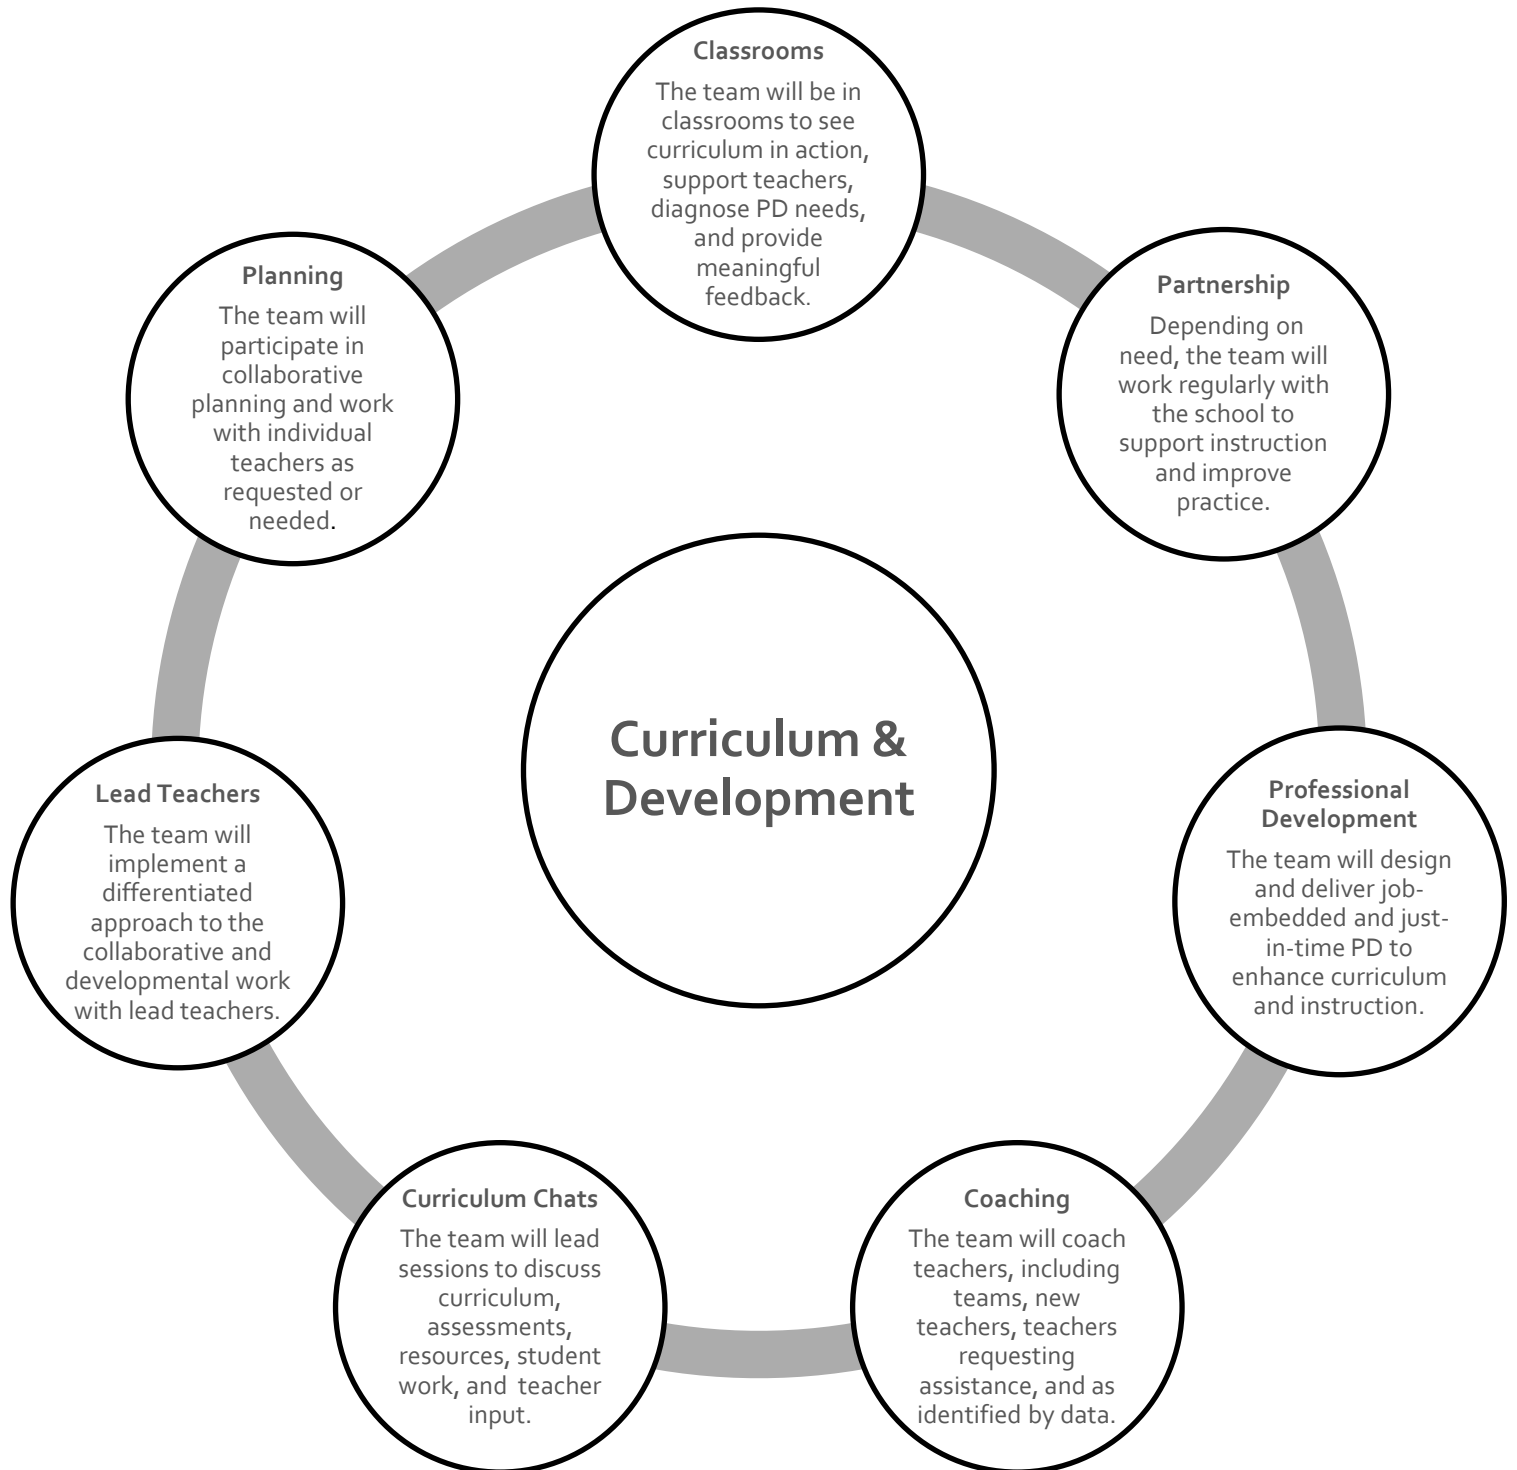 Classrooms
The team will be in
classrooms to see
curriculum in action,
support teachers,
diagnose PD needs,
and provide
meaningful
feedback.
Partnership
Depending on
need, the team will
work regularly with
the school to
support instruction
and improve
practice.
Professional
Development
The team will design
and deliver job-
embedded and just-
in-time PD to
enhance curriculum
and instruction.
Coaching
The team will coach
teachers, including
teams, new
teachers, teachers
requesting
assistance, and as
identified by data.
Curriculum Chats
The team will lead
sessions to discuss
curriculum,
assessments,
resources, student
work, and teacher
input.
Lead Teachers
The team will
implement a
differentiated
approach to the
collaborative and
developmental work
with lead teachers.
Planning
The team will
participate in
collaborative
planning and work
with individual
teachers as
requested or
needed.
Curriculum &
Development